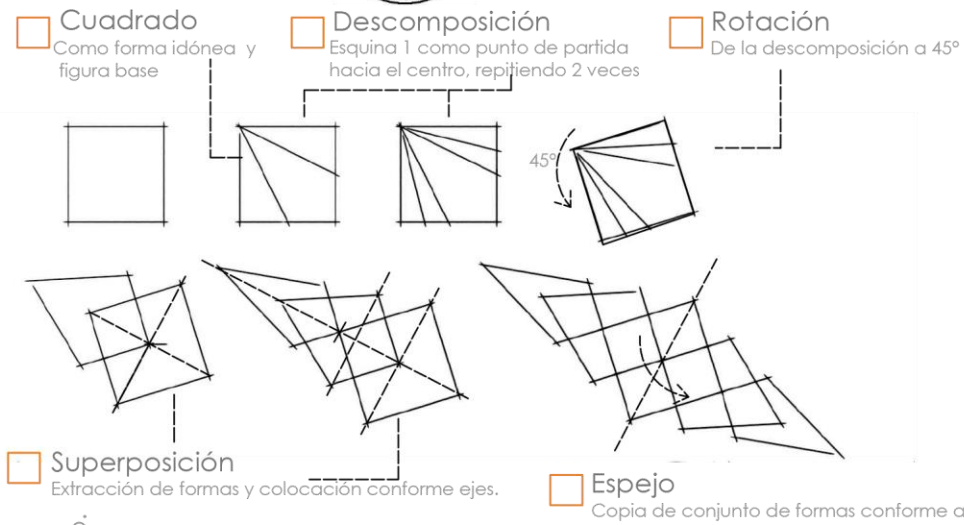 Cuadrado
Como forma idónea y
figura base
Descomposición
Esquina 1 como punto de partida
hacia el centro, repitiendo 2 veces
Rotación
De la descomposición a 45°
45°
Superposición
Extracción de formas y colocación conforme ejes.
Espejo
Copia de conjunto de formas conforme a